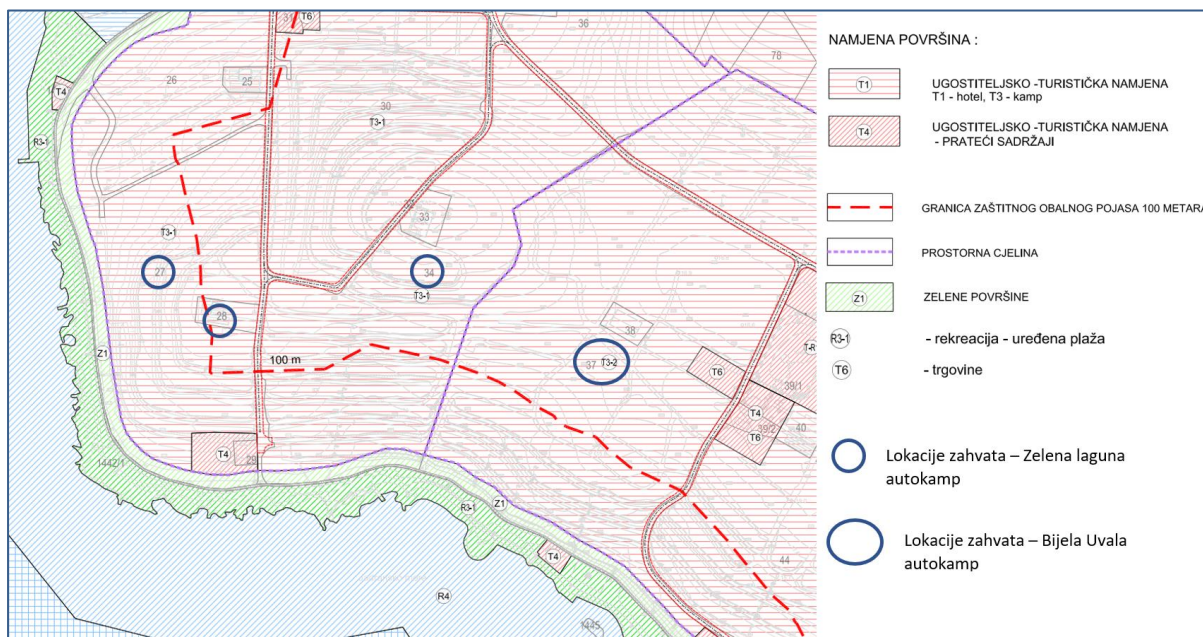 31
T6
36
78
NAMJENA POVRŠINA :
T1
UGOSTITELJSKO -TURISTIČKA NAMJENA
T1 - hotel, T3 - kamp
T4
UGOSTITELJSKO -TURISTIČKA NAMJENA
- PRATEĆI SADRŽAJI
GRANICA ZAŠTITNOG OBALNOG POJASA 100 METARA
PROSTORNA CJELINA
Z1
ZELENE POVRŠINE
R3-1
- rekreacija - uređena plaža
T6
- trgovine
Lokacije zahvata – Zelena laguna
autokamp
Lokacije zahvata – Bijela Uvala
autokamp
26
25
T4
30
T3-1
R3-1
33
T3-1
27
34
T3-1
28
38
100 m
Z1
37
T3-2
T6
T-R
39/1
T4
39/2
T6
40
T4
29
1442/1
R3-1
Z1
T4
44
R4
1445